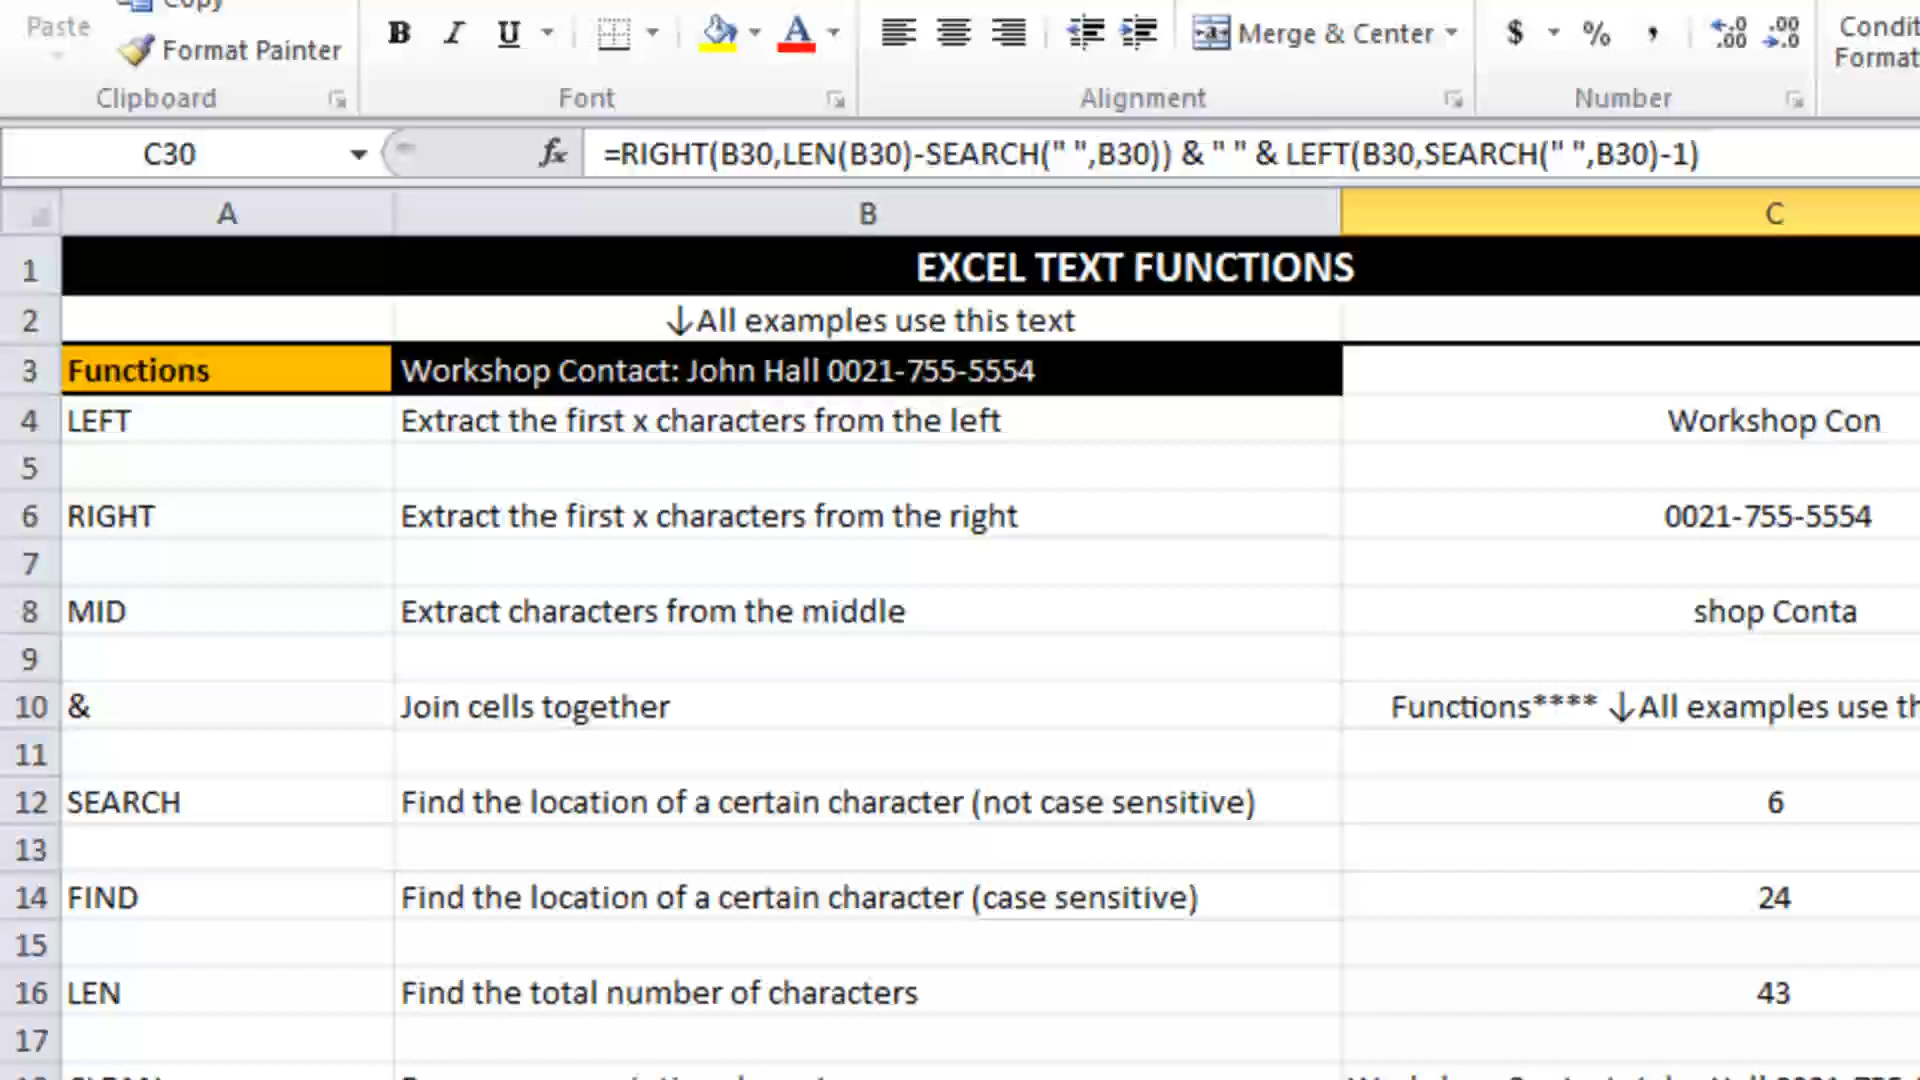 Copy
Paste
Format Painter
B I U A
Merge & Center
$ % ,
Condit
Format
Clipboard
Font
Alignment
Number
C30
fx
=RIGHT(B30,LEN(B30)-SEARCH(" ",B30)) & " " & LEFT(B30,SEARCH(" ",B30)-1)
A B C
1 EXCEL TEXT FUNCTIONS
2 ↓All examples use this text
3 Functions Workshop Contact: John Hall 0021-755-5554
4 LEFT Extract the first x characters from the left Workshop Con
5
6 RIGHT Extract the first x characters from the right 0021-755-5554
7
8 MID Extract characters from the middle shop Conta
9
10 & Join cells together Functions**** ↓All examples use th
11
12 SEARCH Find the location of a certain character (not case sensitive) 6
13
14 FIND Find the location of a certain character (case sensitive) 24
15
16 LEN Find the total number of characters 43
17